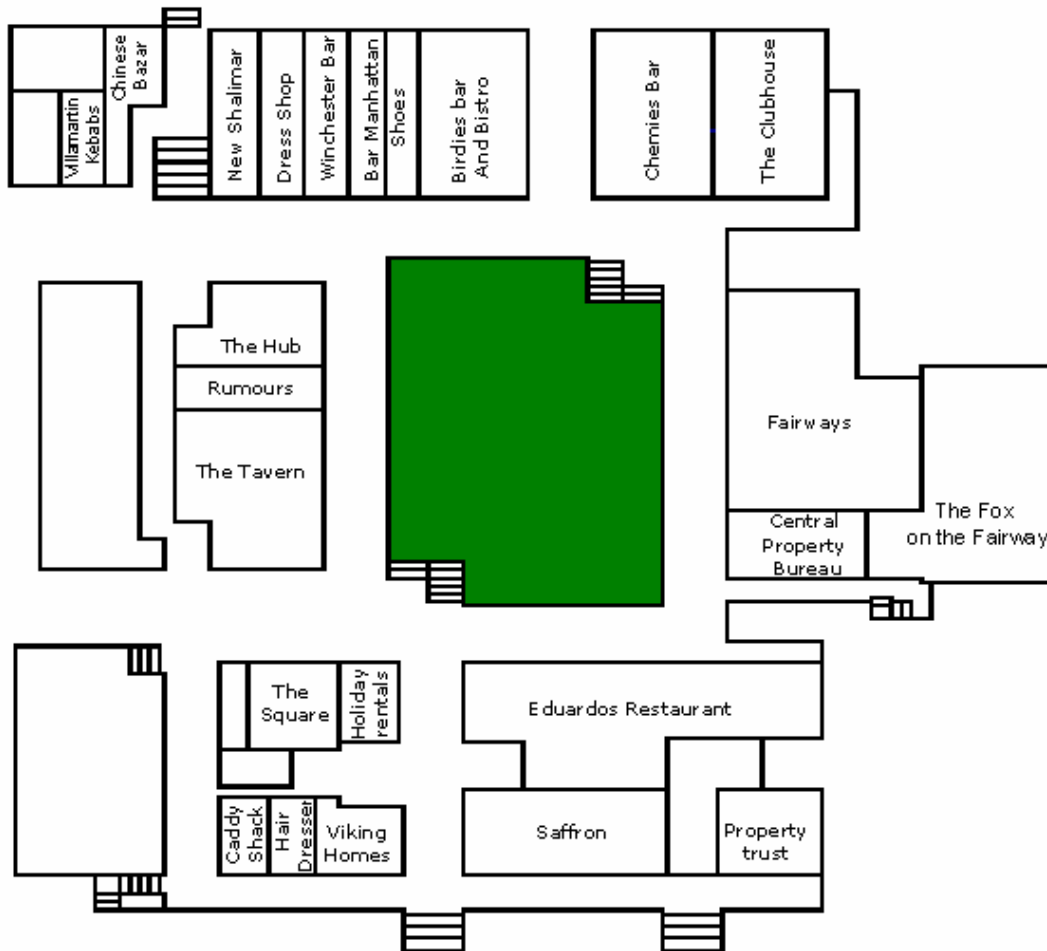 Chinese
Bazar
Villamartin
Kebabs
New Shalimar
Dress Shop
Winchester Bar
Bar Manhattan
Shoes
Birdies bar
And Bistro
Chemies Bar
The Clubhouse
The Hub
Rumours
The Tavern
Fairways
Central
Property
Bureau
The Fox
on the Fairway
The
Square
Holiday
rentals
Eduardos Restaurant
Caddy
Shack
Hair
Dresser
Viking
Homes
Saffron
Property
trust